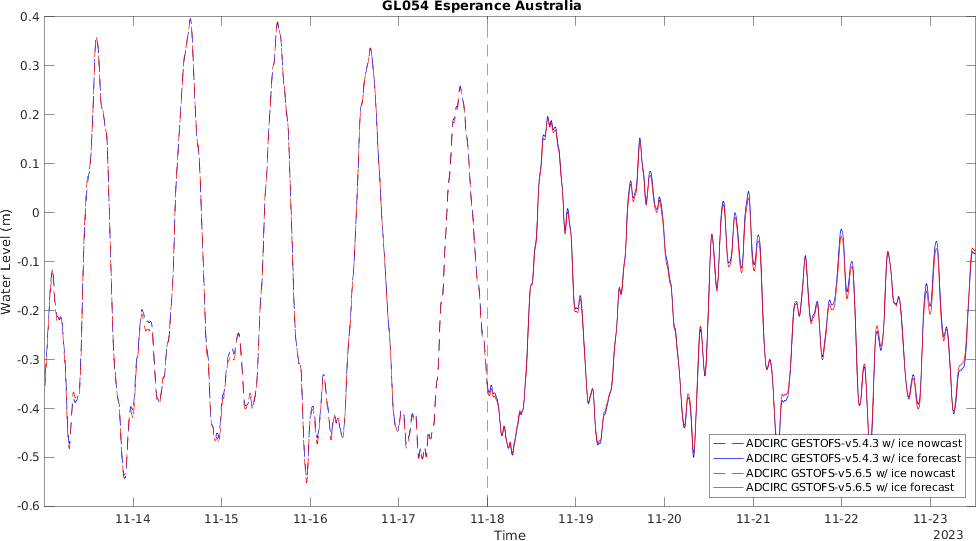 GL054 Esperance Australia
Water Level (m)
0.4
0.3
0.2
0.1
0
-0.1
-0.2
-0.3
-0.4
-0.5
-0.6
ADCIRC GESTOFS-v5.4.3 w/ ice nowcast
ADCIRC GESTOFS-v5.4.3 w/ ice forecast
ADCIRC GSTOFS-v5.6.5 w/ ice nowcast
ADCIRC GSTOFS-v5.6.5 w/ ice forecast
11-14 11-15 11-16 11-17 11-18 11-19 11-20 11-21 11-22 11-23
Time
2023